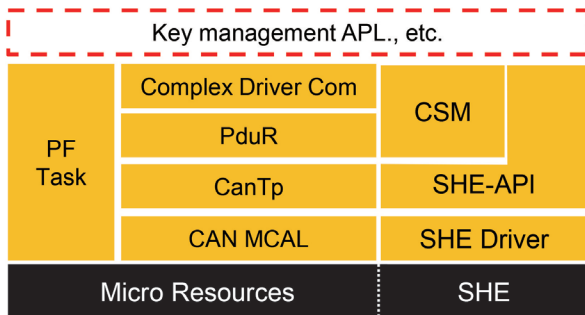 Key management APL., etc.
PF
Task
Complex Driver Com
PduR
CanTp
CAN MCAL
CSM
SHE-API
SHE Driver
Micro Resources
SHE